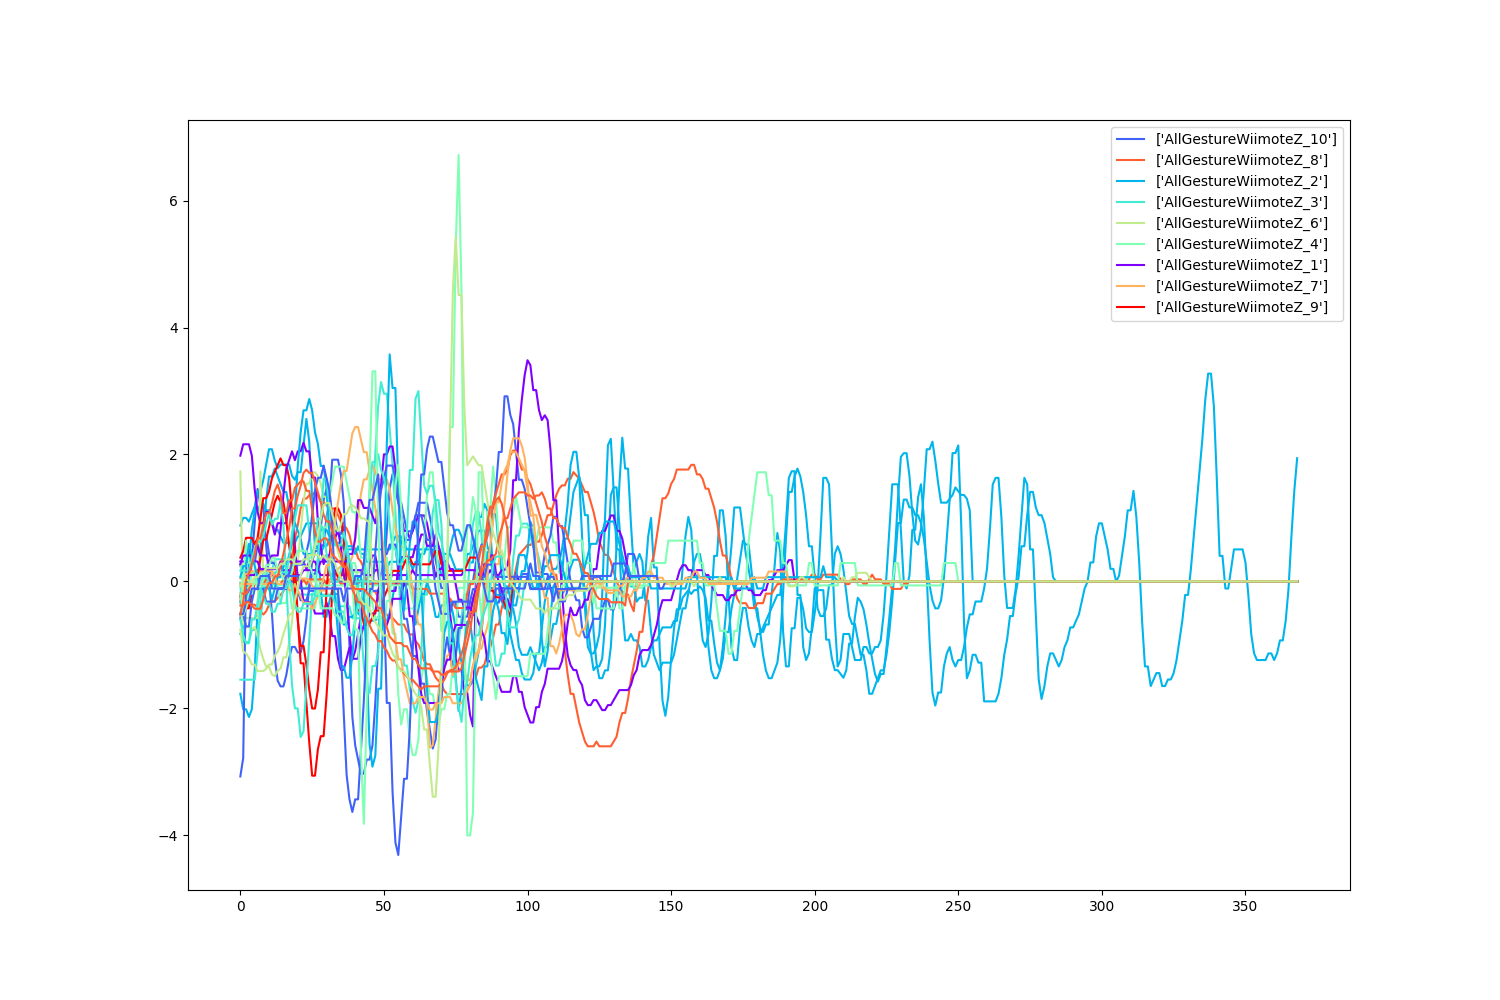 ['AllGestureWiimoteZ_10']
['AllGestureWiimoteZ_8']
['AllGestureWiimoteZ_2']
['AllGestureWiimoteZ_3']
['AllGestureWiimoteZ_6']
['AllGestureWiimoteZ_4']
['AllGestureWiimoteZ_1']
['AllGestureWiimoteZ_7']
['AllGestureWiimoteZ_9']
6
4
2
0
−2
−4
0 50 100 150 200 250 300 350